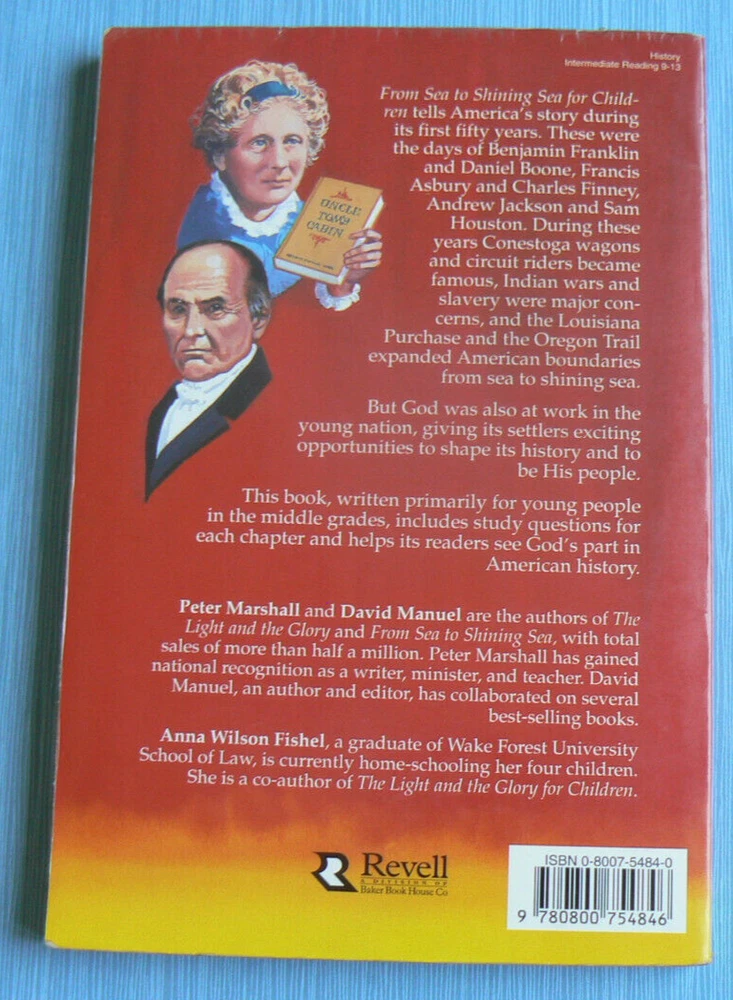 History
Intermediate Reading 9-13
From Sea to Shining Sea for Child-
ren tells America's story during
its first fifty years. These were
the days of Benjamin Franklin
and Daniel Boone, Francis
Asbury and Charles Finney,
Andrew Jackson and Sam
Houston. During these
years Conestoga wagons
and circuit riders became
famous, Indian wars and
slavery were major con-
cerns, and the Louisiana
Purchase and the Oregon Trail
expanded American boundaries
from sea to shining sea.
UNCLE
TOM'S
CABIN
But God was also at work in the
young nation, giving its settlers exciting
opportunities to shape its history and to
be His people.
This book, written primarily for young people
in the middle grades, includes study questions for
each chapter and helps its readers see God's part in
American history.
Peter Marshall and David Manuel are the authors of The
Light and the Glory and From Sea to Shining Sea, with total
sales of more than half a million. Peter Marshall has gained
national recognition as a writer, minister, and teacher. David
Manuel, an author and editor, has collaborated on several
best-selling books.
Anna Wilson Fishel, a graduate of Wake Forest University
School of Law, is currently home-schooling her four children.
She is a co-author of The Light and the Glory for Children.
Revell
A DIVISION OF
Baker Book House Co
ISBN 0-8007-5484-0
9 780800 754846